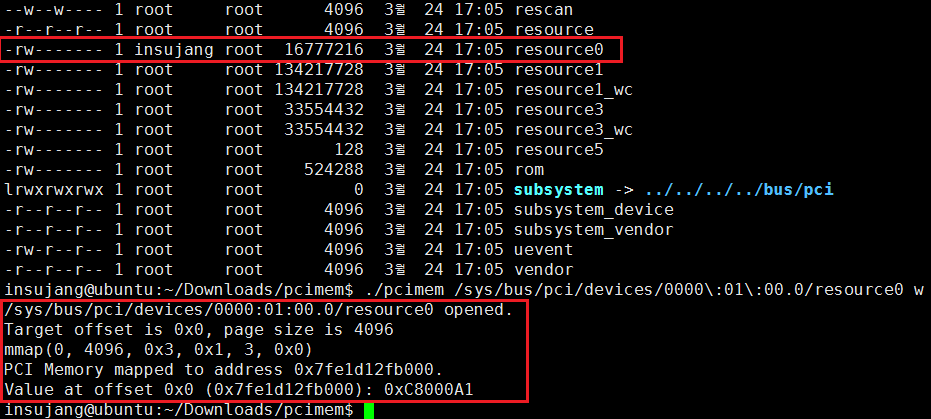 --w--w---- 1 root     root      4096  3월  24 17:05 rescan
-r--r--r-- 1 root     root      4096  3월  24 17:05 resource
-rw------- 1 insujang root  16777216  3월  24 17:05 resource0
-rw------- 1 root     root 134217728  3월  24 17:05 resource1
-rw------- 1 root     root 134217728  3월  24 17:05 resource1_wc
-rw------- 1 root     root  33554432  3월  24 17:05 resource3
-rw------- 1 root     root  33554432  3월  24 17:05 resource3_wc
-rw------- 1 root     root       128  3월  24 17:05 resource5
-rw------- 1 root     root    524288  3월  24 17:05 rom
lrwxrwxrwx 1 root     root         0  3월  24 17:05 subsystem -> ../../../../bus/pci
-r--r--r-- 1 root     root      4096  3월  24 17:05 subsystem_device
-r--r--r-- 1 root     root      4096  3월  24 17:05 subsystem_vendor
-rw-r--r-- 1 root     root      4096  3월  24 17:05 uevent
-r--r--r-- 1 root     root      4096  3월  24 17:05 vendor
insujang@ubuntu:~/Downloads/pcimem$ ./pcimem /sys/bus/pci/devices/0000\:01\:00.0/resource0 w
/sys/bus/pci/devices/0000:01:00.0/resource0 opened.
Target offset is 0x0, page size is 4096
mmap(0, 4096, 0x3, 0x1, 3, 0x0)
PCI Memory mapped to address 0x7fe1d12fb000.
Value at offset 0x0 (0x7fe1d12fb000): 0xC8000A1
insujang@ubuntu:~/Downloads/pcimem$